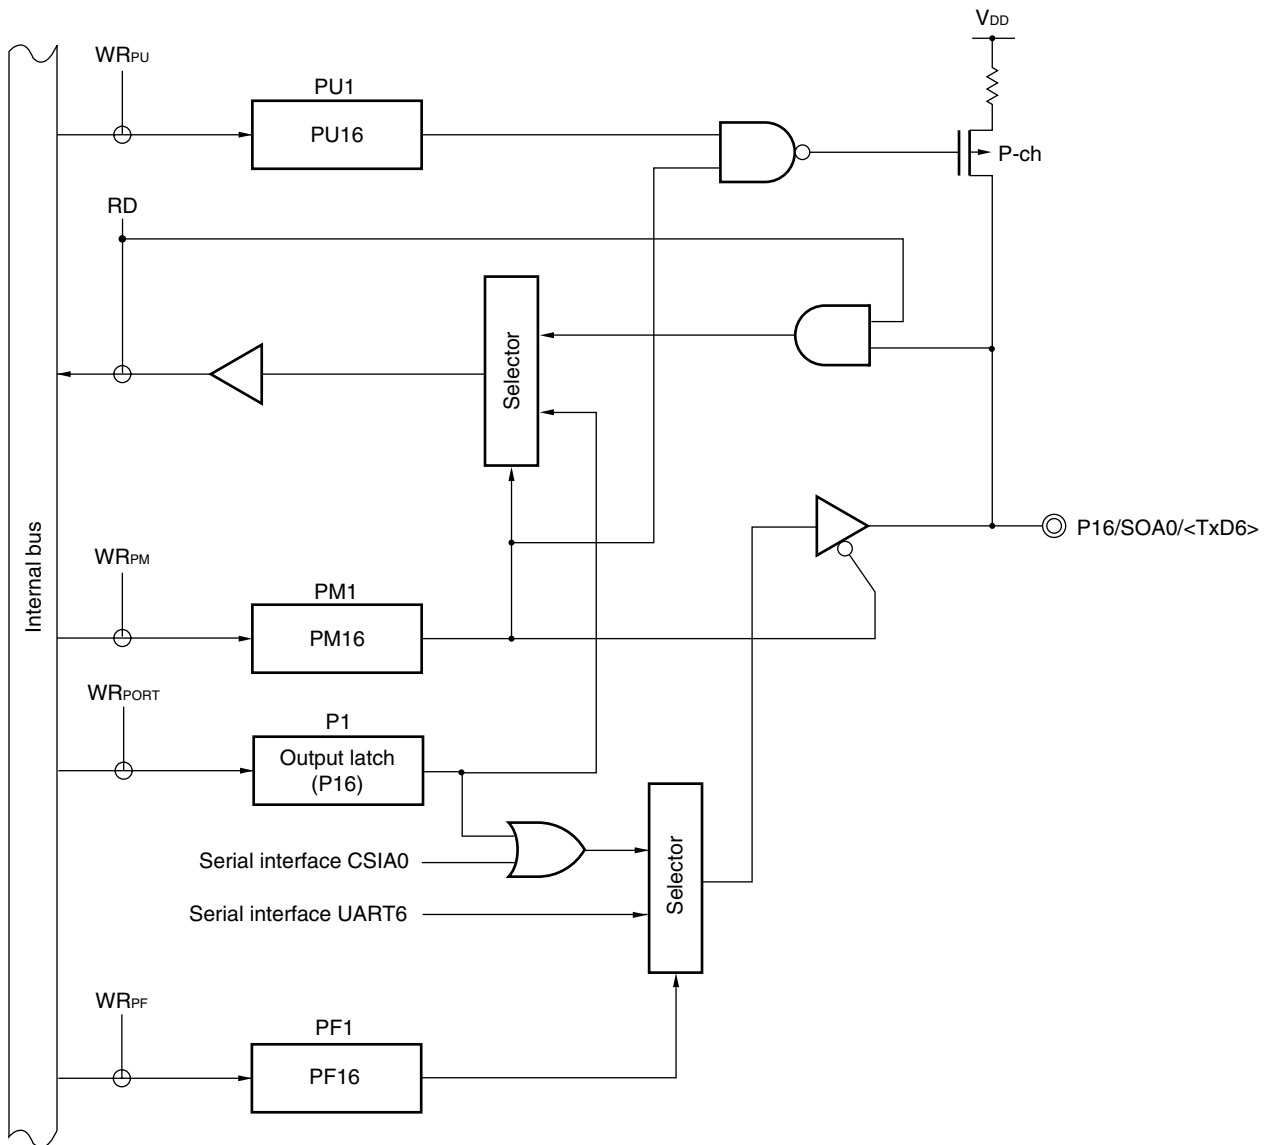 VDD
WRPU
PU1
PU16
P-ch
RD
Selector
Internal bus
P16/SOA0/<TxD6>
WRPM
PM1
PM16
WRPORT
P1
Output latch
(P16)
Serial interface CSIA0
Selector
Serial interface UART6
WRPF
PF1
PF16